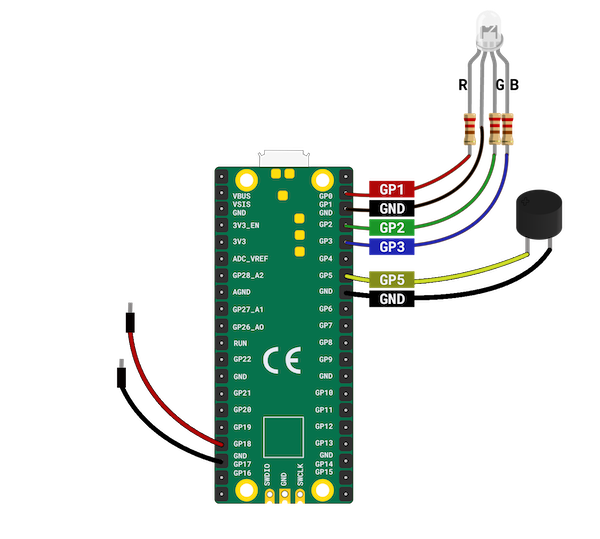 R G B
GP1
GND
GP2
GP3
GP5
GND
VBUS
VSIS
GND
3V3_EN
3V3
ADC_VREF
GP28_A2
AGND
GP27_A1
GP26_A0
RUN
GP22
GND
GP21
GP20
GP19
GP18
GND
GP17
GP16
GP0
GP1
GND
GP2
GP3
GP4
GP5
GND
GP6
GP7
GP8
GP9
GND
GP10
GP11
GP12
GP13
GND
GP14
GP15
CE
SWDIO
GND
SWCLK